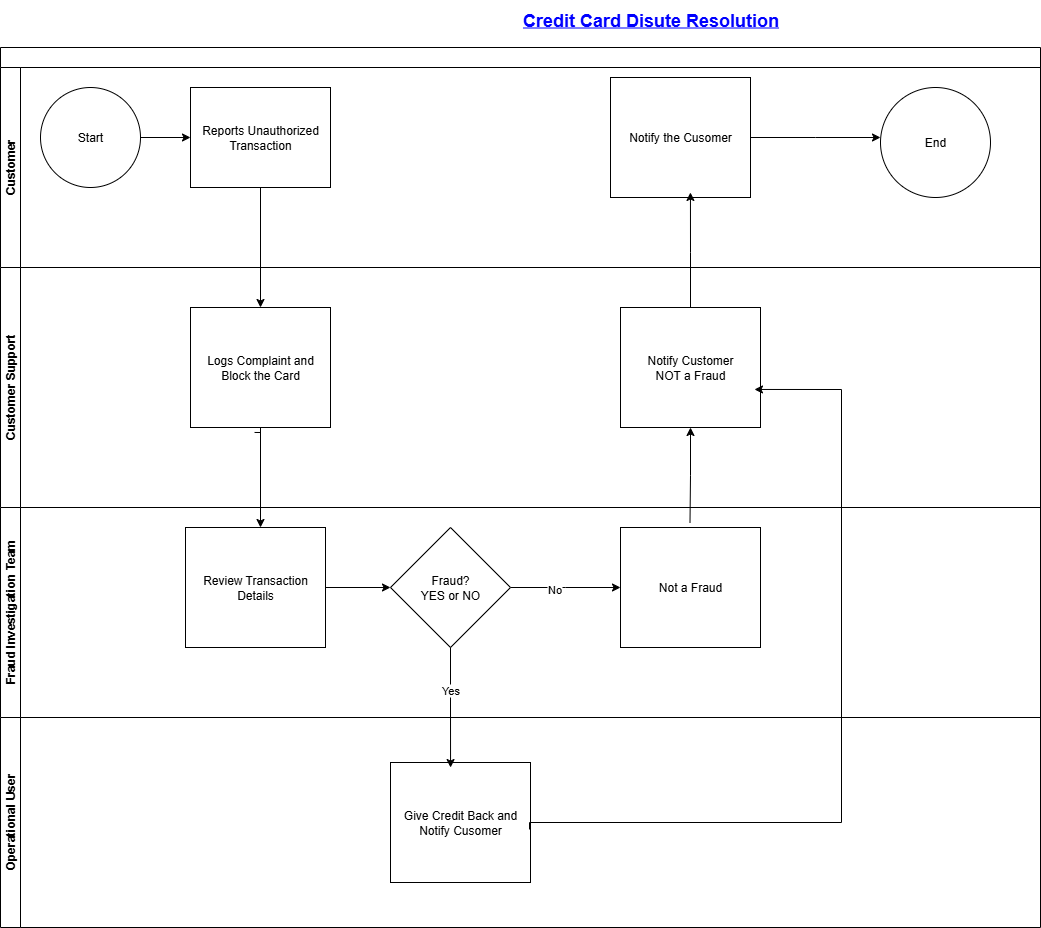 Credit Card Disute Resolution
Customer
Start
Reports Unauthorized
Transaction
Notify the Cusomer
End
Customer Support
Logs Complaint and
Block the Card
Notify Customer
NOT a Fraud
Fraud Investigation Team
Review Transaction
Details
Fraud?
YES or NO
No
Not a Fraud
Yes
Operational User
Give Credit Back and
Notify Cusomer